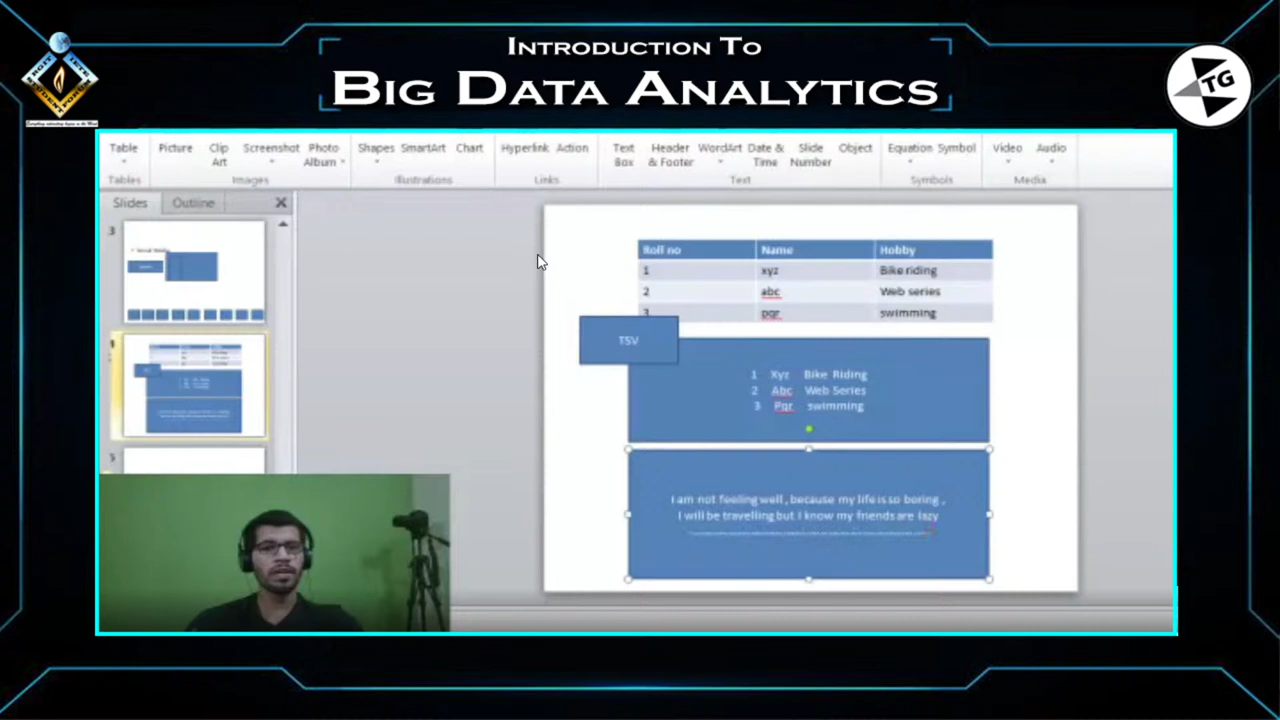 INTRODUCTION TO
BIG DATA ANALYTICS
TG
Table Picture Clip Art Screenshot Photo Album Shapes SmartArt Chart Hyperlink Action Text Box Header & Footer WordArt Date & Time Slide Number Object Equation Symbol Video Audio
Tables Images Illustrations Links Text Symbols Media
Slides Outline
3
4
5
Roll no Name Hobby
1 xyz Bike riding
2 abc Web series
3 pqr swimming
TSV
1 Xyz Bike Riding
2 Abc Web Series
3 Pqr swimming
I am not feeling well , because my life is so boring ,
I will be travelling but I know my friends are lazy